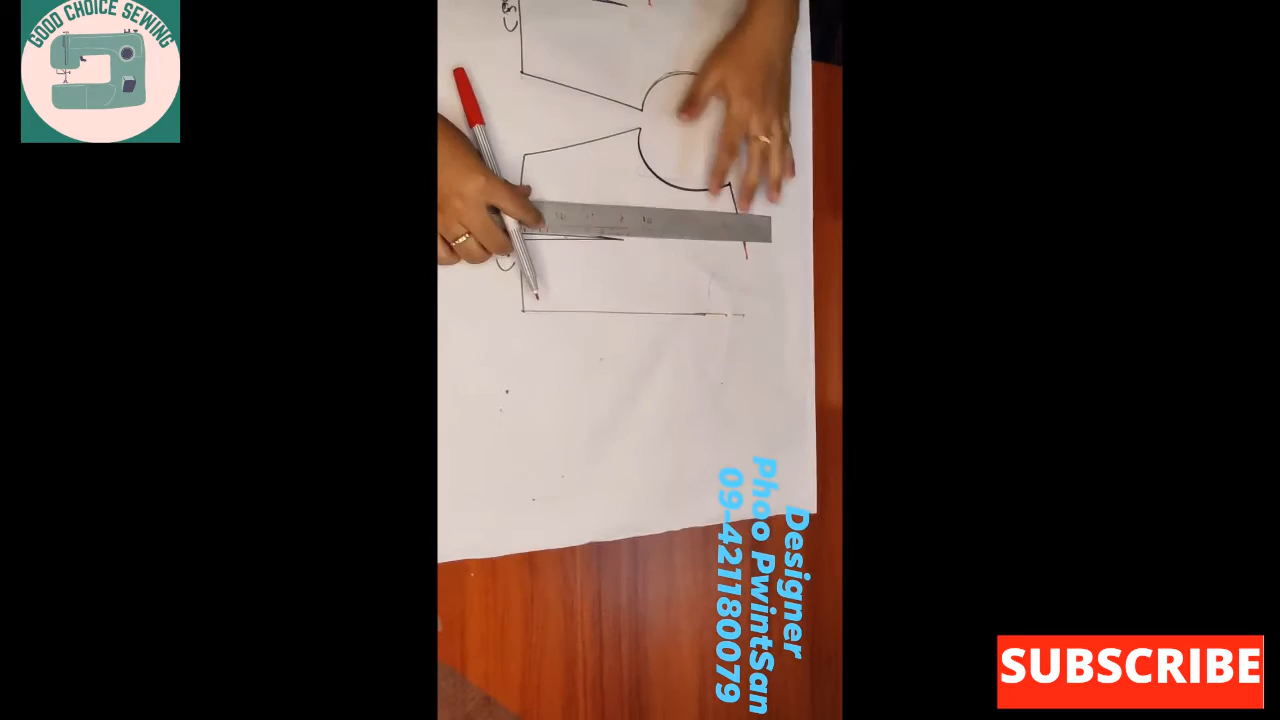 GOOD CHOICE SEWING
Designer
Phoo PwintSan
09-421180079
SUBSCRIBE